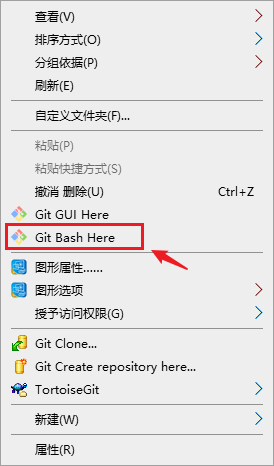 查看(V)
排序方式(O)
分组依据(P)
刷新(E)
自定义文件夹(F)...
粘贴(P)
粘贴快捷方式(S)
撤消 删除(U) Ctrl+Z
Git GUI Here
Git Bash Here
图形属性......
图形选项
授予访问权限(G)
Git Clone...
Git Create repository here...
TortoiseGit
新建(W)
属性(R)